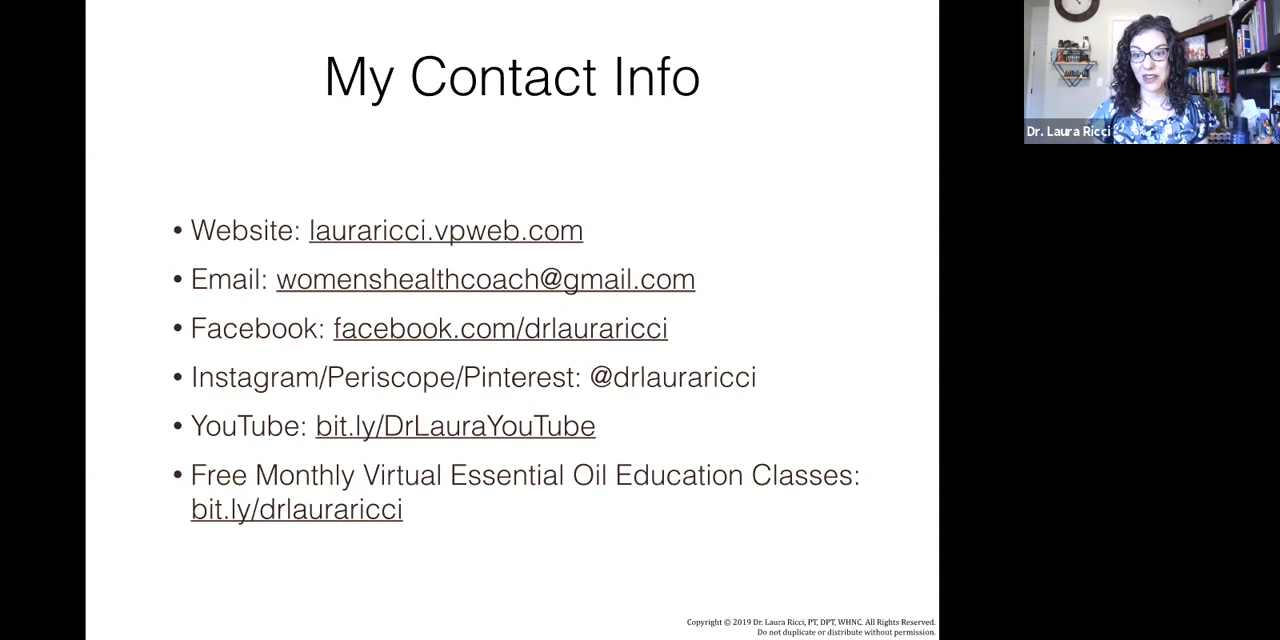 My Contact Info
Dr. Laura Ricci
• Website: lauraricci.vpweb.com
• Email: womenshealthcoach@gmail.com
• Facebook: facebook.com/drlauraricci
• Instagram/Periscope/Pinterest: @drlauraricci
• YouTube: bit.ly/DrLauraYouTube
• Free Monthly Virtual Essential Oil Education Classes:
bit.ly/drlauraricci
Copyright © 2019 Dr. Laura Ricci, PT, DPT, WHNC. All Rights Reserved.
Do not duplicate or distribute without permission.